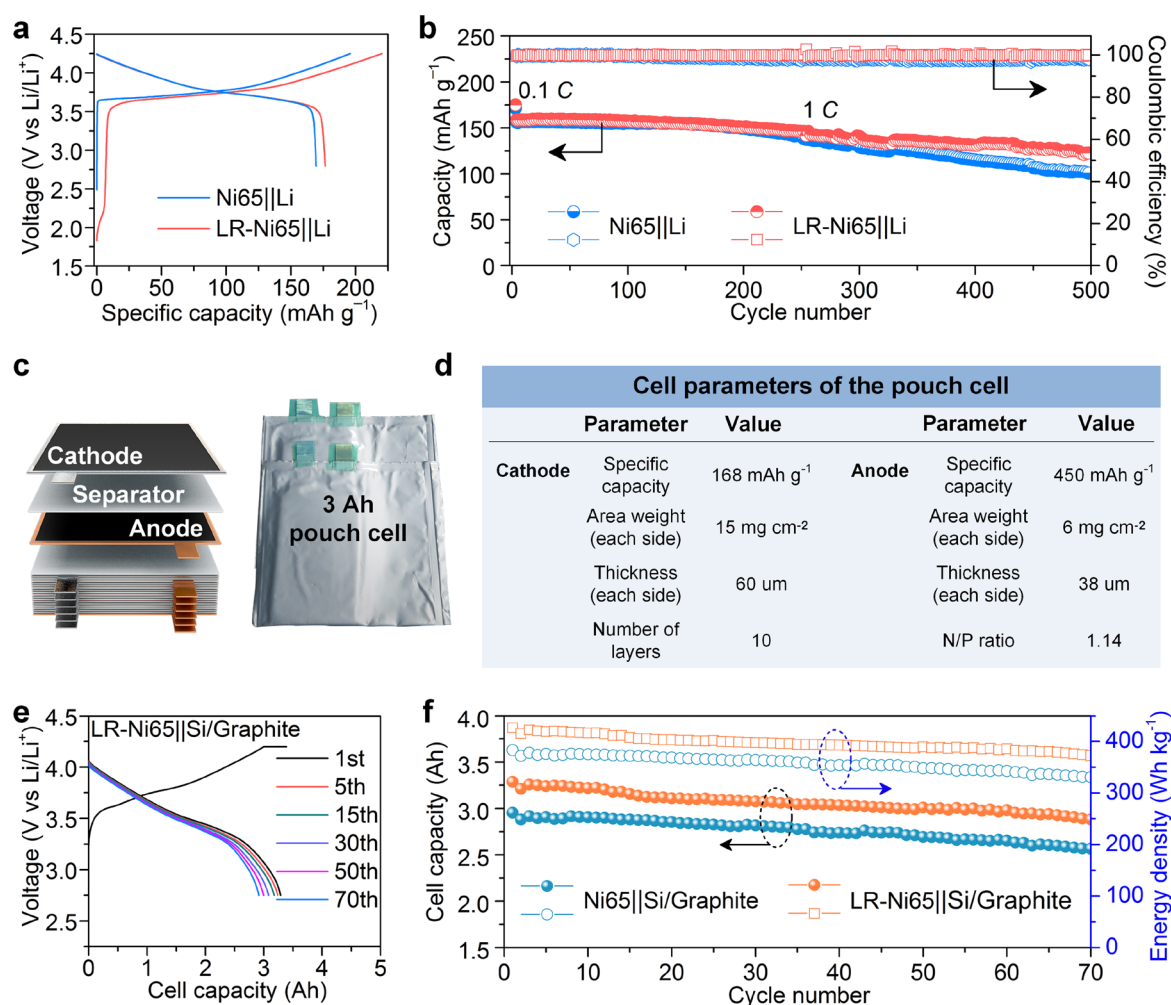 a
4.5
4.0
3.5
3.0
2.5
2.0
1.5
Voltage (V vs Li/Li⁺)
Ni65||Li
LR-Ni65||Li
0
50
100
150
200
Specific capacity (mAh g⁻¹)
b
250
200
150
100
50
0
Capacity (mAh g⁻¹)
0.1 C
1 C
Ni65||Li
LR-Ni65||Li
100
80
60
40
20
0
Coulombic efficiency (%)
0
100
200
300
400
500
Cycle number
c
Cathode
Separator
Anode
3 Ah
pouch cell
d
Cell parameters of the pouch cell
Parameter Value Parameter Value
Cathode Specific capacity 168 mAh g⁻¹ Anode Specific capacity 450 mAh g⁻¹
Area weight (each side) 15 mg cm⁻² Area weight (each side) 6 mg cm⁻²
Thickness (each side) 60 um Thickness (each side) 38 um
Number of layers 10 N/P ratio 1.14
e
4.5
4.0
3.5
3.0
2.5
Voltage (V vs Li/Li⁺)
LR-Ni65||Si/Graphite
1st
5th
15th
30th
50th
70th
0
1
2
3
4
5
Cell capacity (Ah)
f
4.0
3.5
3.0
2.5
2.0
1.5
Cell capacity (Ah)
Ni65||Si/Graphite
LR-Ni65||Si/Graphite
400
300
200
100
0
Energy density (Wh kg⁻¹)
0
10
20
30
40
50
60
70
Cycle number